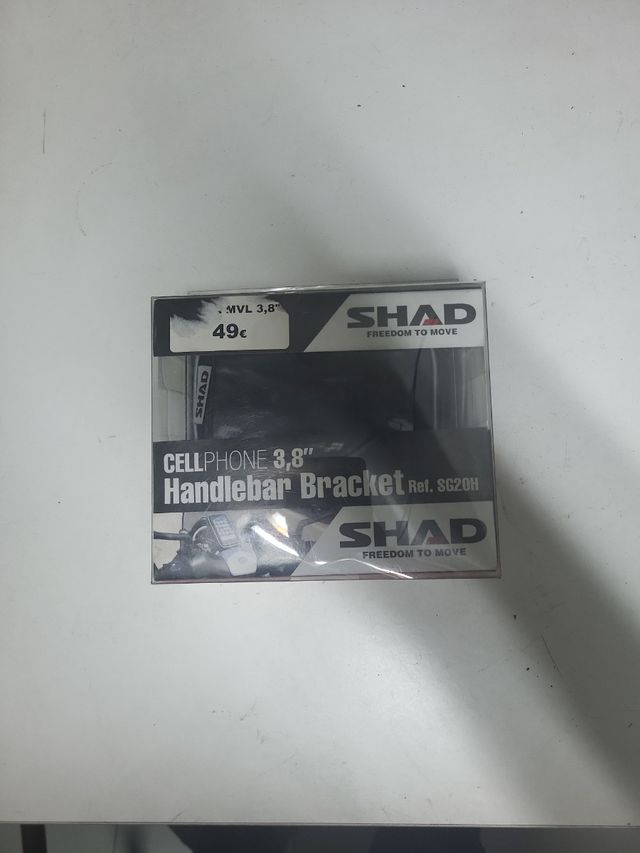 MVL 3,8"
49€
SHAD
FREEDOM TO MOVE
SHAD
CELLPHONE 3,8"
Handlebar Bracket Ref. SG20H
SHAD
FREEDOM TO MOVE